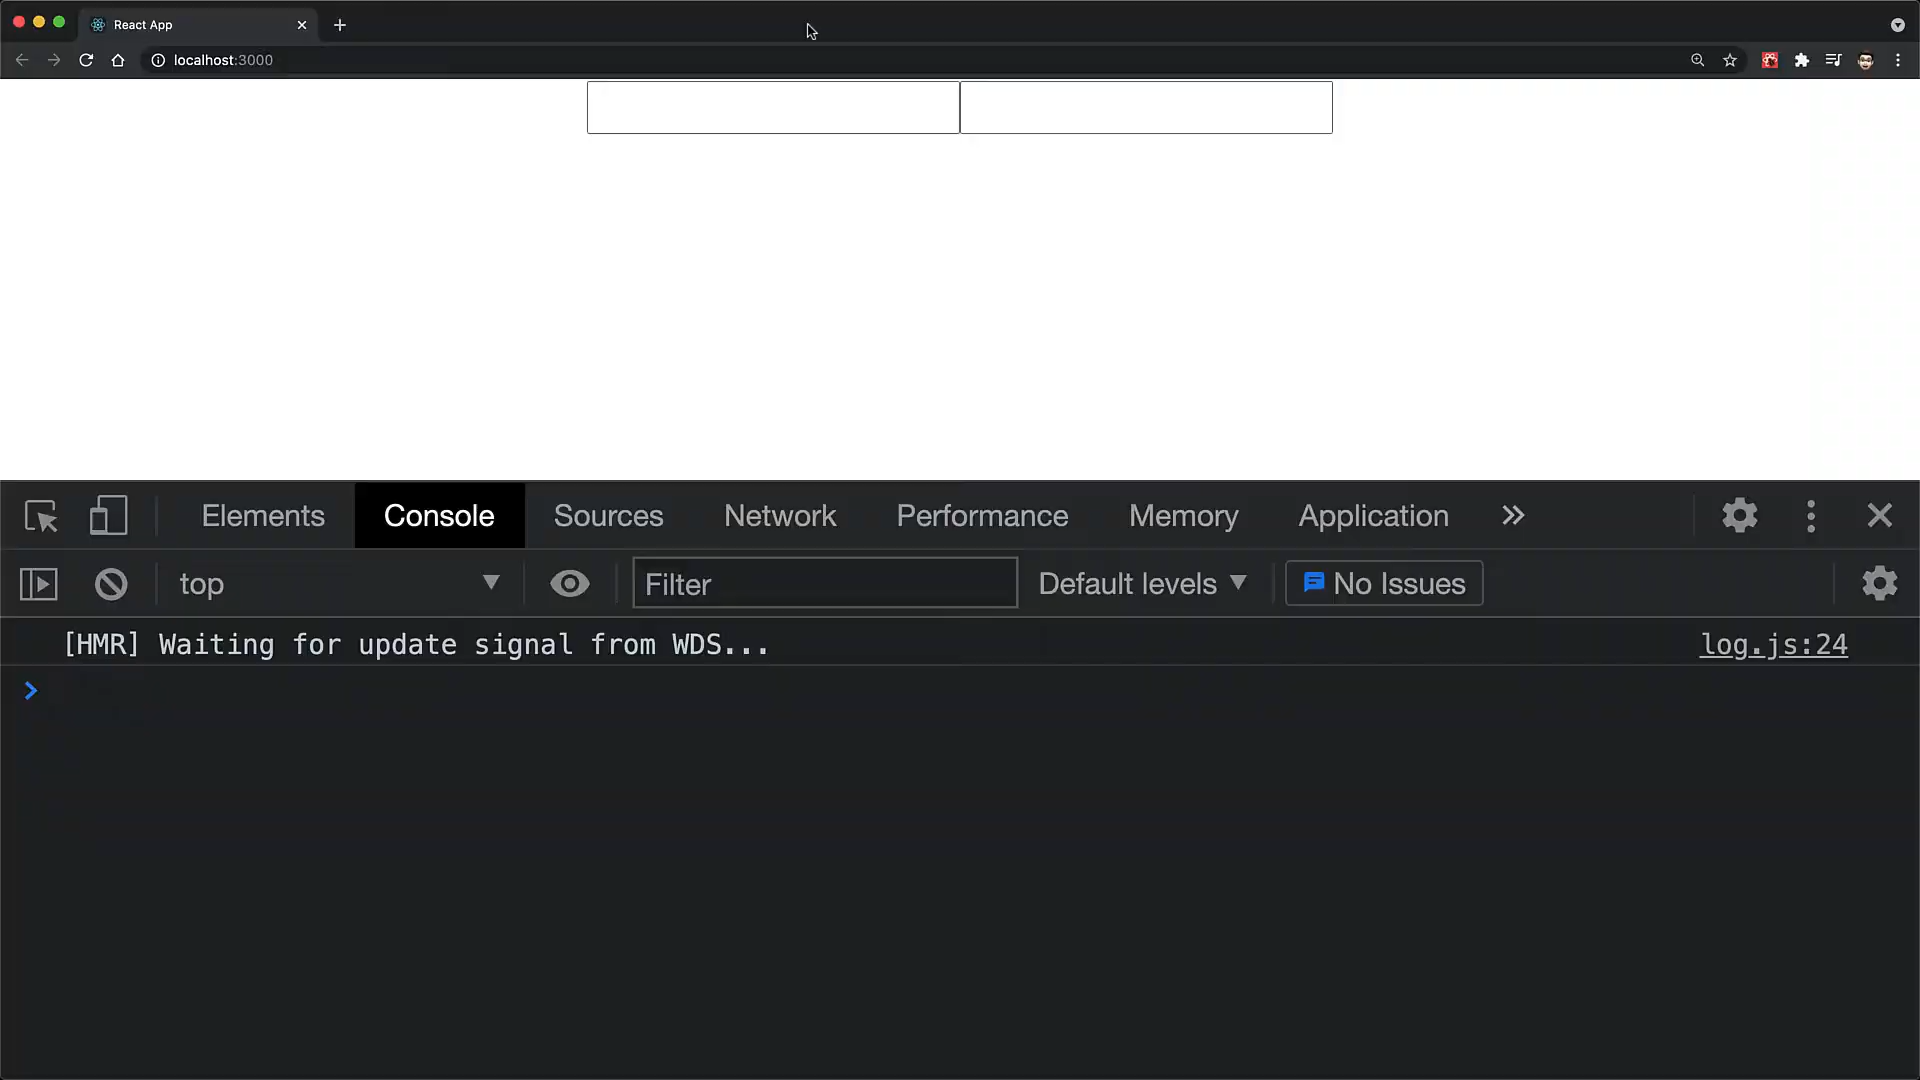 React App
localhost:3000
Elements Console Sources Network Performance Memory Application
top Filter Default levels No Issues
[HMR] Waiting for update signal from WDS... log.js:24